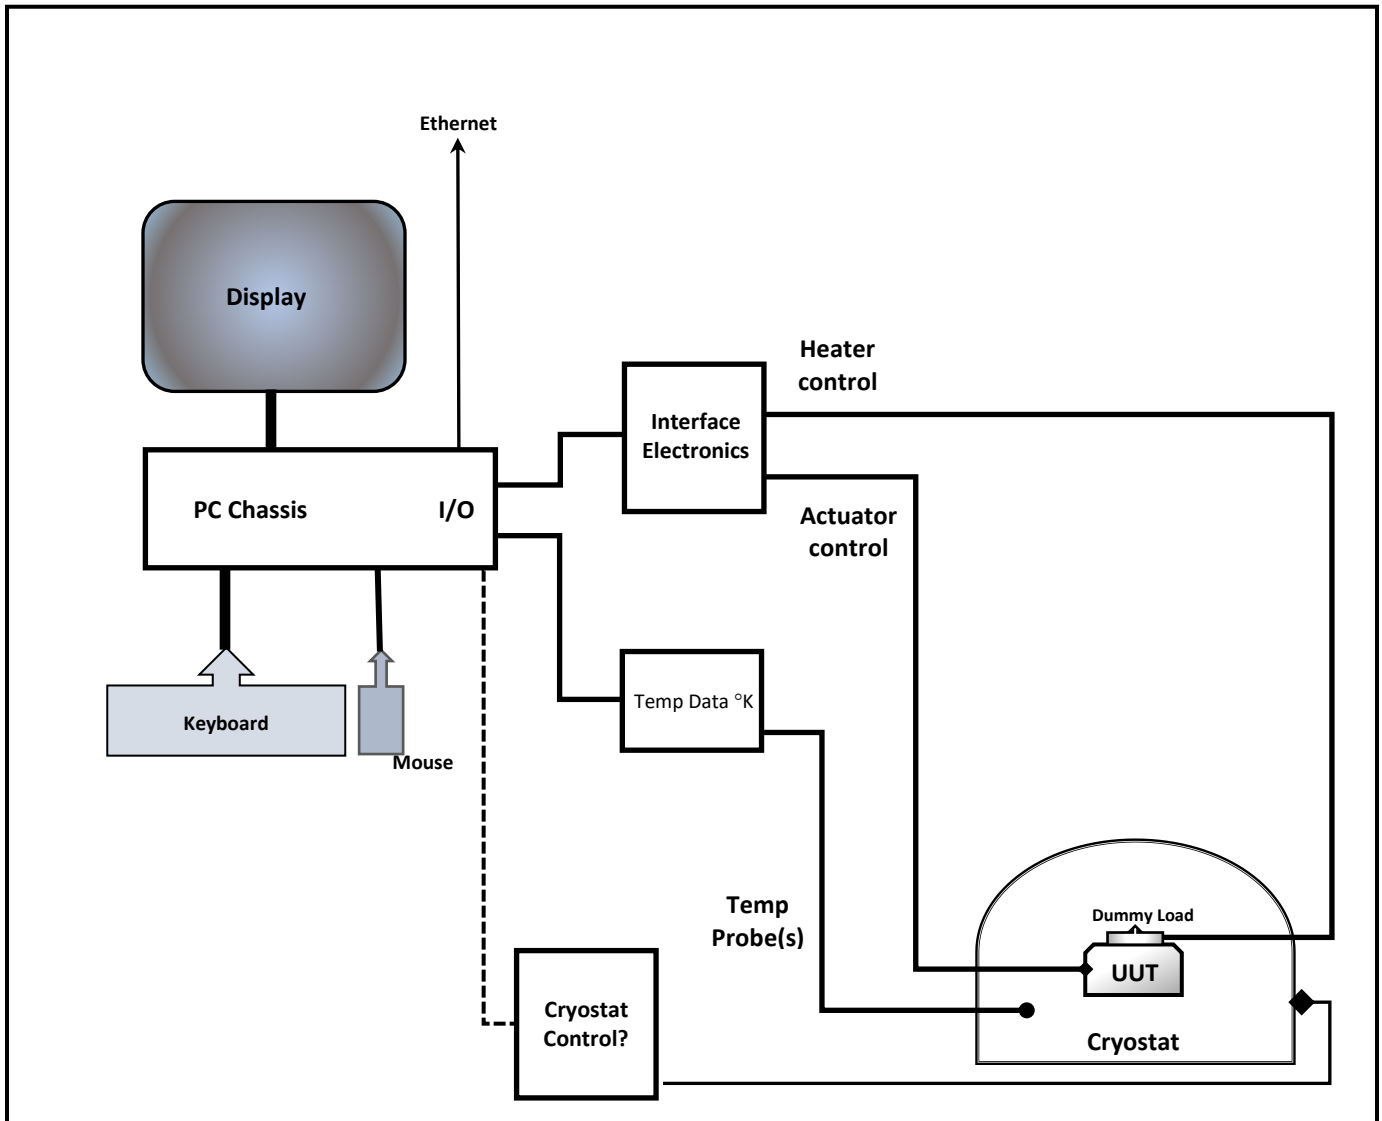 Ethernet
Display
Heater
control
Interface
Electronics
PC Chassis
I/O
Actuator
control
Temp Data °K
Keyboard
Mouse
Temp
Probe(s)
Dummy Load
UUT
Cryostat
Control?
Cryostat